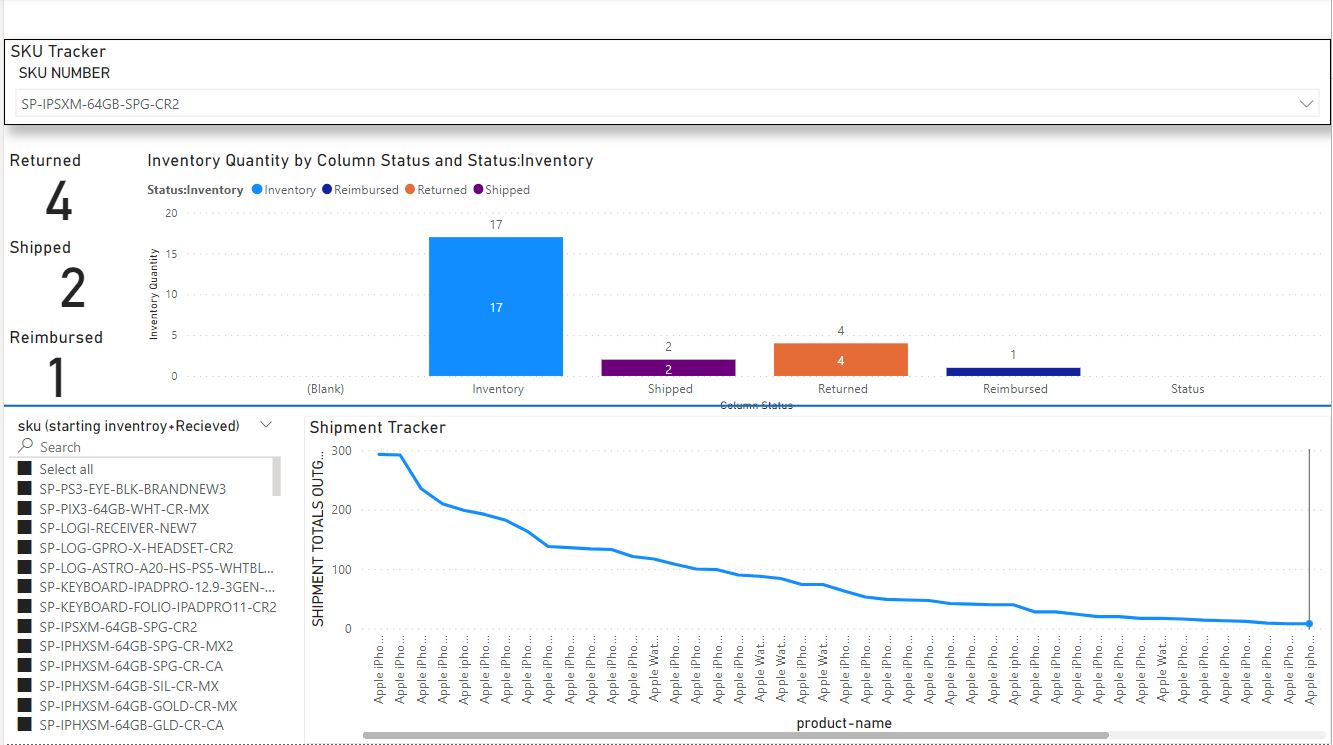 SKU Tracker
SKU NUMBER
SP-IPSXM-64GB-SPG-CR2
Returned
4
Shipped
2
Reimbursed
1
Inventory Quantity by Column Status and Status:Inventory
Status:Inventory Inventory Reimbursed Returned Shipped
Inventory Quantity
20
15
10
5
0
17
17
2
2
4
4
1
(Blank) Inventory Shipped Returned Reimbursed Status
Column Status
sku (starting inventroy+Recieved)
Search
Select all
SP-PS3-EYE-BLK-BRANDNEW3
SP-PIX3-64GB-WHT-CR-MX
SP-LOGI-RECEIVER-NEW7
SP-LOG-GPRO-X-HEADSET-CR2
SP-LOG-ASTRO-A20-HS-PS5-WHTBL...
SP-KEYBOARD-IPADPRO-12.9-3GEN-...
SP-KEYBOARD-FOLIO-IPADPRO11-CR2
SP-IPSXM-64GB-SPG-CR2
SP-IPHXSM-64GB-SPG-CR-MX2
SP-IPHXSM-64GB-SPG-CR-CA
SP-IPHXSM-64GB-SIL-CR-MX
SP-IPHXSM-64GB-GOLD-CR-MX
SP-IPHXSM-64GB-GLD-CR-CA
Shipment Tracker
SHIPMENT TOTALS OUTG...
300
200
100
0
Apple iPho...
Apple iPho...
Apple iPho...
Apple iPho...
Apple ipho...
Apple iPho...
Apple iPho...
Apple iPho...
Apple iPho...
Apple iPho...
Apple iPho...
Apple iPho...
Apple iPho...
Apple Wat...
Apple iPho...
Apple iPho...
Apple iPho...
Apple iPho...
Apple Wat...
Apple Wat...
Apple iPho...
Apple Wat...
Apple iPho...
Apple iPho...
Apple iPho...
Apple iPho...
Apple iPho...
Apple ipho...
Apple iPho...
Apple ipho...
Apple iPho...
Apple iPho...
Apple iPho...
Apple iPho...
Apple iPho...
Apple iPho...
Apple iPho...
Apple Wat...
Apple iPho...
Apple iPho...
Apple iPho...
Apple iPho...
Apple iPho...
Apple iPho...
Apple ipho...
product-name